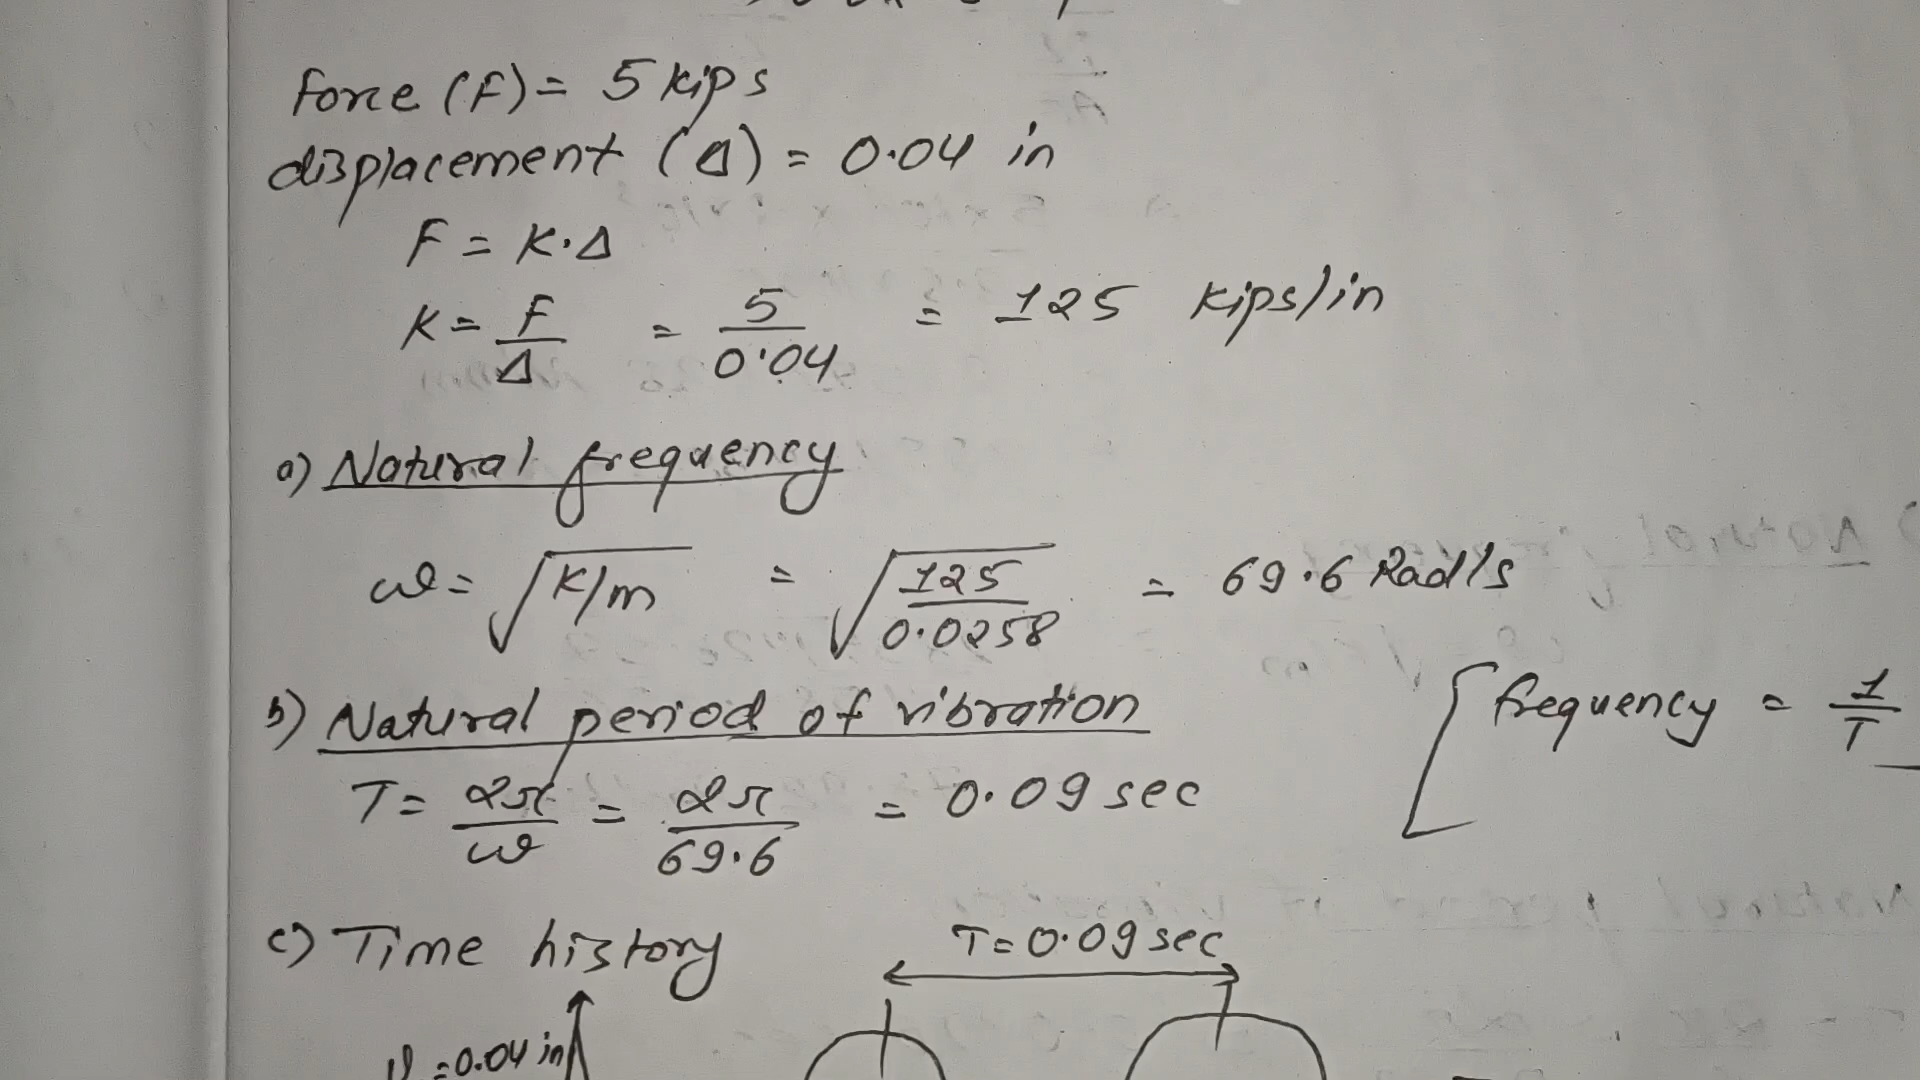 Force (F) = 5 kips
displacement (Δ) = 0.04 in
F = K.Δ
K = F/Δ = 5/0.04 = 125 kips/in
a) Natural frequency
ω = √K/m = √125/0.0258 = 69.6 Rad/s
b) Natural period of vibration
[frequency = 1/T
T = 2π/ω = 2π/69.6 = 0.09 sec
c) Time history
T = 0.09 sec
= 0.04 in